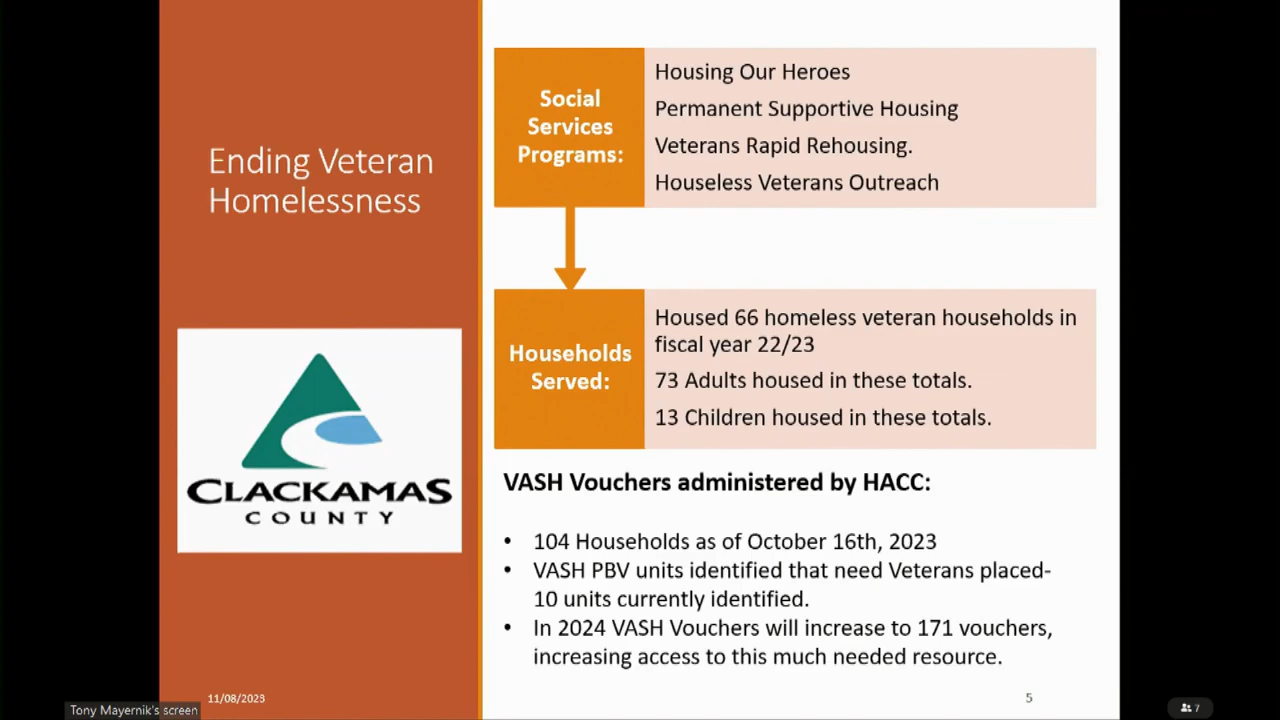 Ending Veteran
Homelessness
CLACKAMAS
COUNTY
Social
Services
Programs:
Housing Our Heroes
Permanent Supportive Housing
Veterans Rapid Rehousing.
Houseless Veterans Outreach
Households
Served:
Housed 66 homeless veteran households in
fiscal year 22/23
73 Adults housed in these totals.
13 Children housed in these totals.
VASH Vouchers administered by HACC:
• 104 Households as of October 16th, 2023
• VASH PBV units identified that need Veterans placed-
10 units currently identified.
• In 2024 VASH Vouchers will increase to 171 vouchers,
increasing access to this much needed resource.
11/08/2023
5
Tony Mayernik's screen
7